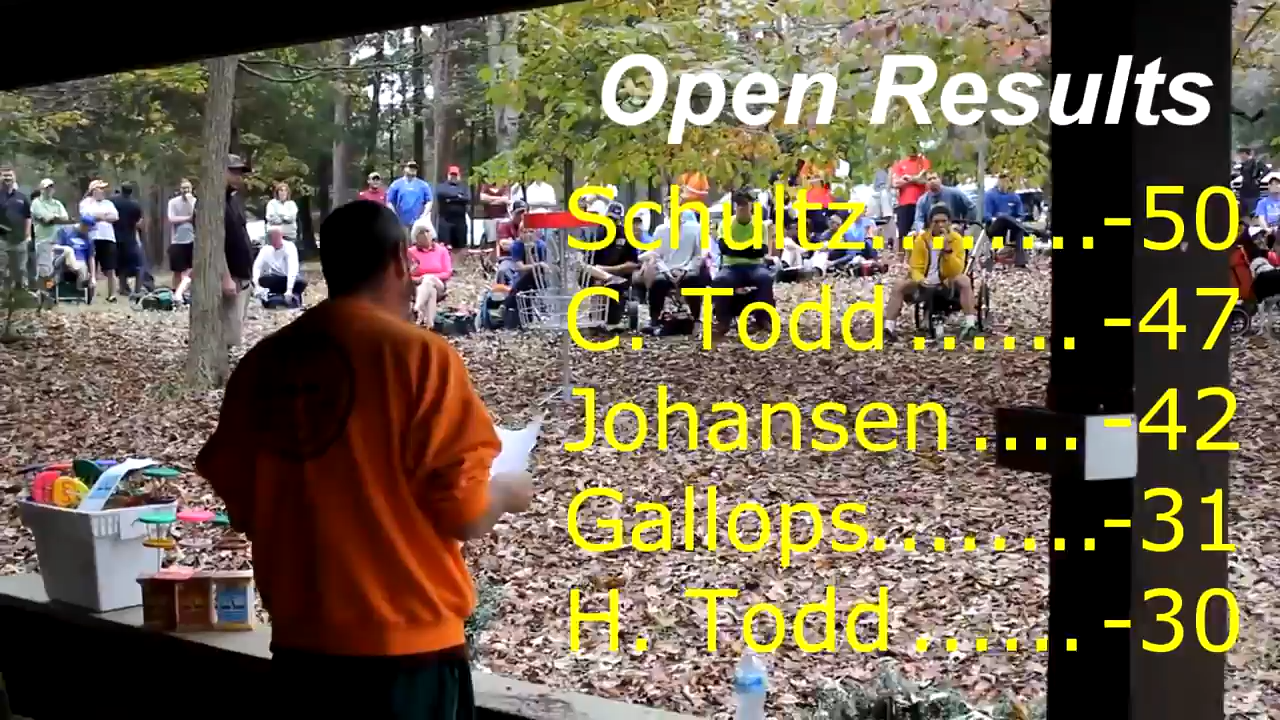 Open Results
Schultz........-50
C. Todd ...... -47
Johansen .... -42
Gallops........-31
H. Todd ...... -30